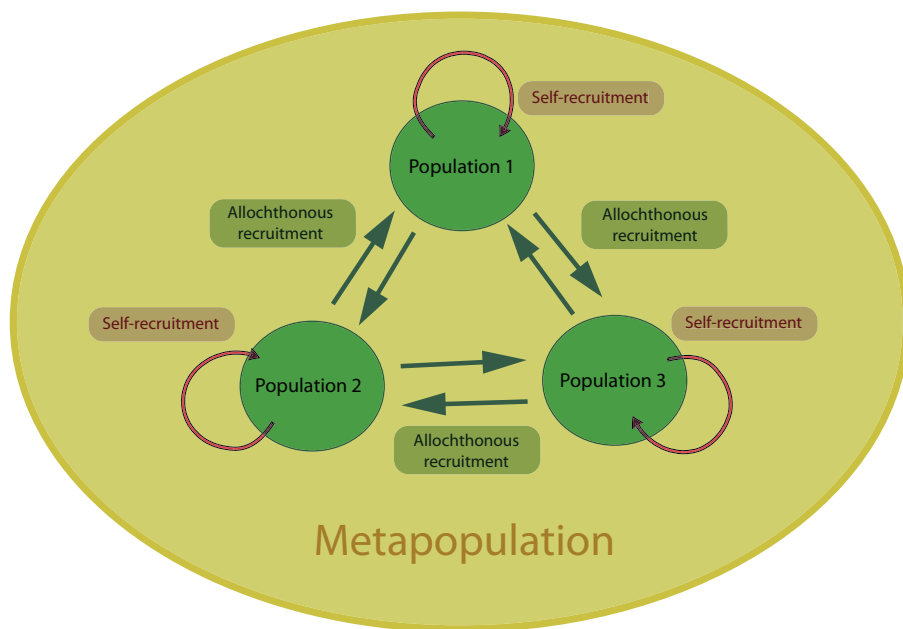 Self-recruitment
Population 1
Allochthonous
recruitment
Allochthonous
recruitment
Self-recruitment
Self-recruitment
Population 2
Population 3
Allochthonous
recruitment
Metapopulation